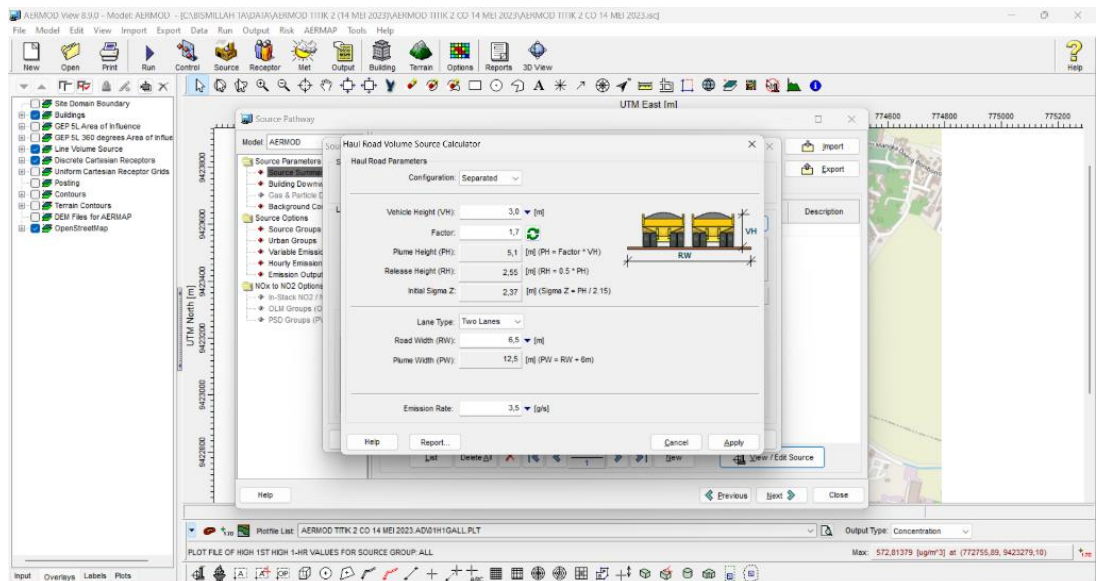 AERMOD View 8.9.0 - Model: AERMOD - [C:\BISMILLAH TA\DATA\AERMOD TITIK 2 (14 MEI 2023)\AERMOD TITIK 2 CO 14 MEI 2023\AERMOD TITIK 2 CO 14 MEI 2023.isc]
File Model Edit View Import Export Data Run Output Risk AERMAP Tools Help
New Open Print Run Control Source Receptor Met Output Building Terrain Options Reports 3D View Help
Site Domain Boundary
Buildings
GEP 5L Area of Influence
GEP 5L 360 degrees Area of Influe
Line Volume Source
Discrete Cartesian Receptors
Uniform Cartesian Receptor Grids
Posting
Contours
Terrain Contours
DEM Files for AERMAP
OpenStreetMap
UTM East [m]
774600 774800 775000 775200
UTM North [m]
9423400
9423200
9423000
9422800
Source Pathway
Model: AERMOD
Source Parameters
Source Summar
Building Downw
Gas & Particle D
Background Co
Source Options
Source Groups
Urban Groups
Variable Emissio
Hourly Emission
Emission Output
NOx to NO2 Options
In-Stack NO2 / N
OLM Groups (O
PSD Groups (P
Import
Export
Description
Haul Road Volume Source Calculator
Haul Road Parameters
Configuration: Separated
Vehicle Height (VH): 3,0 [m]
Factor: 1,7
Plume Height (PH): 5,1 [m] (PH = Factor * VH)
Release Height (RH): 2,55 [m] (RH = 0.5 * PH)
Initial Sigma Z: 2,37 [m] (Sigma Z = PH / 2.15)
VH
RW
Lane Type: Two Lanes
Road Width (RW): 6,5 [m]
Plume Width (PW): 12,5 [m] (PW = RW + 6m)
Emission Rate: 3,5 [g/s]
Help Report... Cancel Apply
List Delete All 1 New View / Edit Source
Help Previous Next Close
Plotfile List: AERMOD TITIK 2 CO 14 MEI 2023.AD\01H1GALL.PLT Output Type: Concentration
PLOT FILE OF HIGH 1ST HIGH 1-HR VALUES FOR SOURCE GROUP: ALL Max: 572,81379 [ug/m^3] at (772755,89, 9423279,10)
Input Overlays Labels Plots